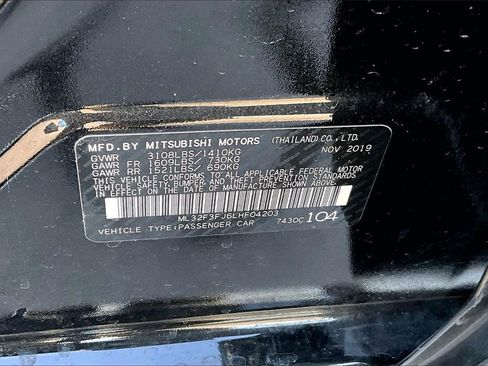 MFD.BY MITSUBISHI MOTORS (THAILAND) CO., LTD.
GVWR 3108LBS/1410KG NOV 2019
GAWR FR 1609LBS/ 730KG
GAWR RR 1521LBS/ 690KG
THIS VEHICLE CONFORMS TO ALL APPLICABLE FEDERAL MOTOR
VEHICLE SAFETY, BUMPER, AND THEFT PREVENTION
STANDARDS IN EFFECT ON THE DATE OF MANUFACTURE SHOWN ABOVE.
ML32F3FJ6LHF04203
VEHICLE TYPE:PASSENGER CAR 7430C 104